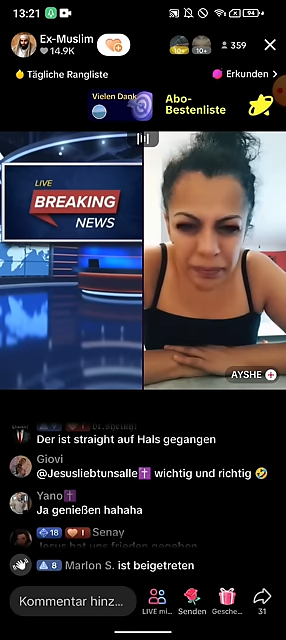 13:21
Ex-Muslim
14.9K
10+
10+
359
Tägliche Rangliste
Erkunden >
Vielen Dank
Abo-
Bestenliste
LIVE
BREAKING
NEWS
AYSHE
Der ist straight auf Hals gegangen
Giovi
@Jesusliebtunsalle✝️ wichtig und richtig 🤣
Yano✝️
Ja genießen hahaha
18 I Senay
Jesus hat uns frieden gegeben
8 Marlon S. ist beigetreten
Kommentar hinz...
LIVE mi...
Senden
Gesche...
31